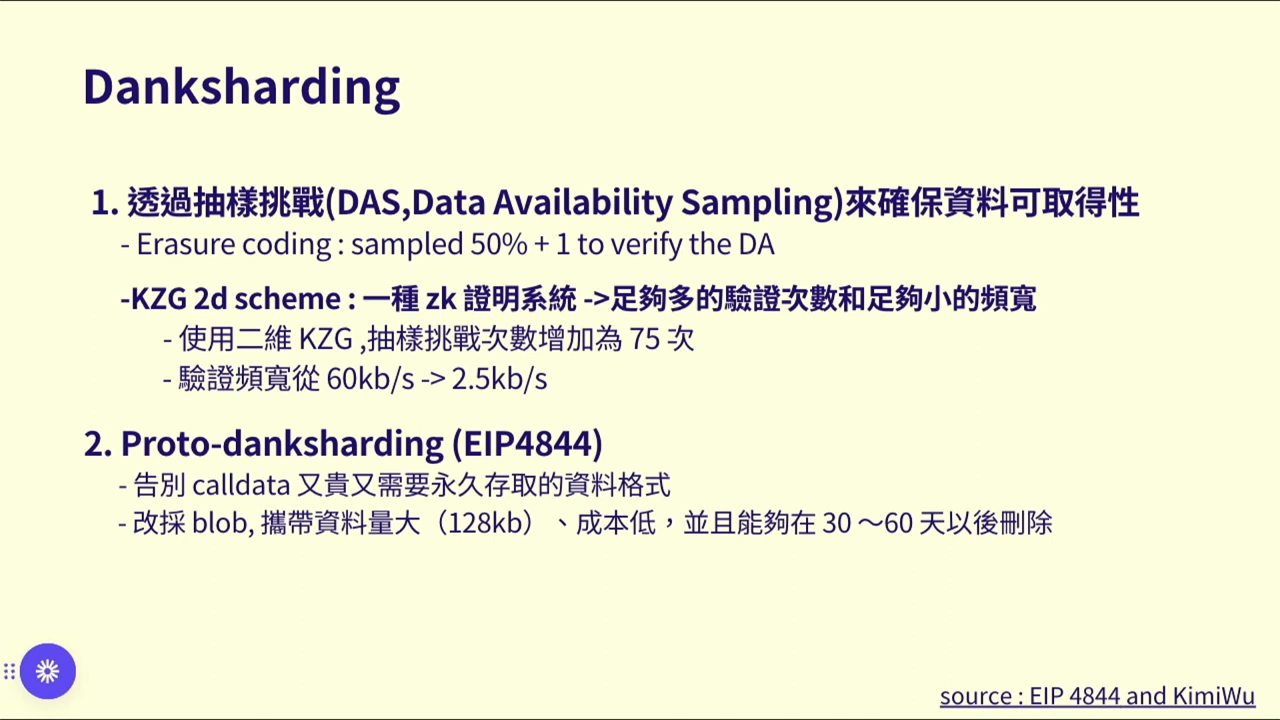 Danksharding
1. 透過抽樣挑戰(DAS,Data Availability Sampling)來確保資料可取得性
- Erasure coding : sampled 50% + 1 to verify the DA
-KZG 2d scheme : 一種 zk 證明系統 ->足夠多的驗證次數和足夠小的頻寬
- 使用二維 KZG ,抽樣挑戰次數增加為 75 次
- 驗證頻寬從 60kb/s -> 2.5kb/s
2. Proto-danksharding (EIP4844)
- 告別 calldata 又貴又需要永久存取的資料格式
- 改採 blob, 攜帶資料量大（128kb）、成本低，並且能夠在 30 ～60 天以後刪除
source : EIP 4844 and KimiWu